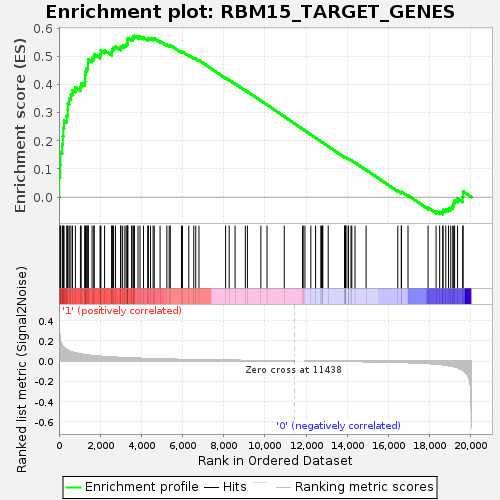 Enrichment plot: RBM15_TARGET_GENES
Enrichment score (ES)
0.6
0.5
0.4
0.3
0.2
0.1
0.0
Ranked list metric (Signal2Noise)
'1' (positively correlated)
0.4
0.2
0.0
-0.2
-0.4
-0.6
Zero cross at 11438
'0' (negatively correlated)
0
2,000
4,000
6,000
8,000
10,000
12,000
14,000
16,000
18,000
20,000
Rank in Ordered Dataset
Enrichment profile
Hits
Ranking metric scores